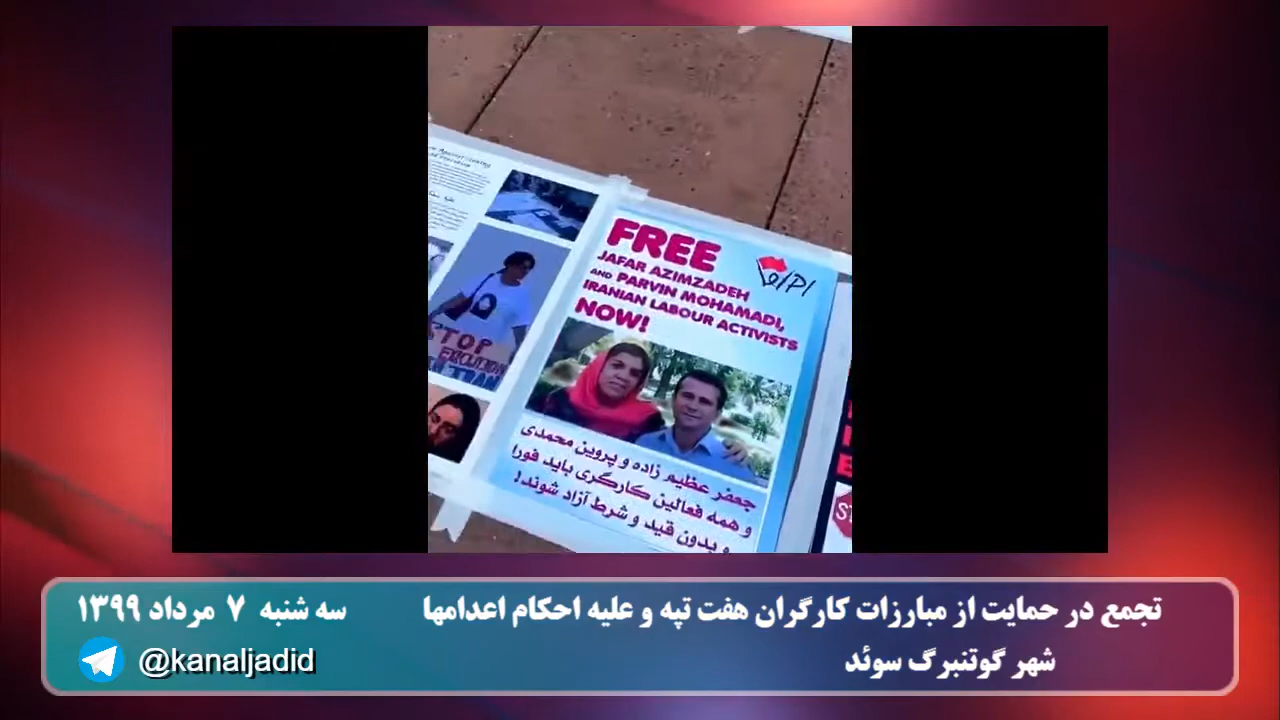 FREE
JAFAR AZIMZADEH
AND PARVIN MOHAMADI,
IRANIAN LABOUR ACTIVISTS
NOW!
جعفر عظیم زاده و پروین محمدی
و همه فعالین کارگری باید فورا
و بدون قید و شرط آزاد شوند!
STOP
EXECUTION
IN IRAN
تجمع در حمایت از مبارزات کارگران هفت تپه و علیه احکام اعدامها
سه شنبه ۷ مرداد ۱۳۹۹
شهر گوتنبرگ سوئد
@kanaljadid